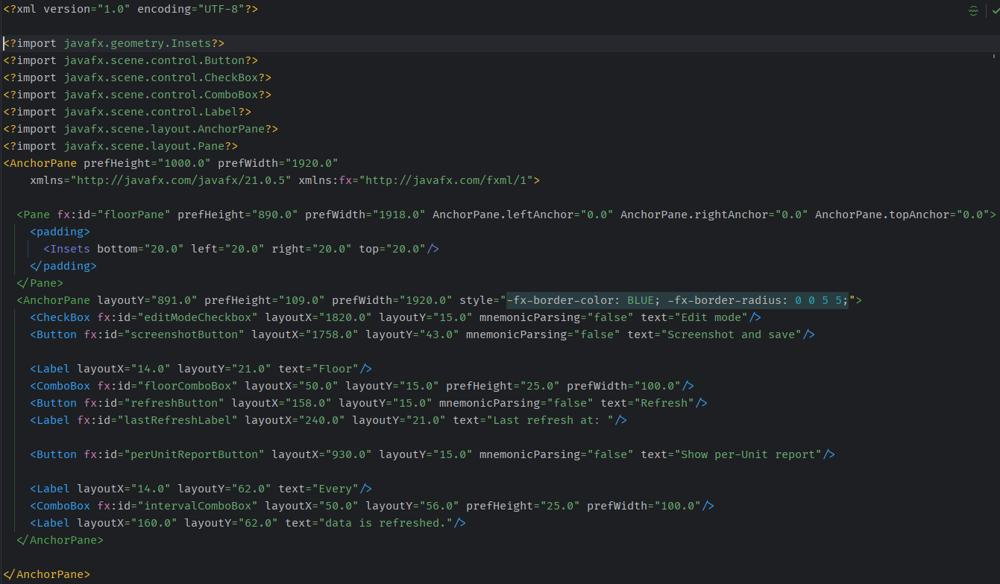 <?xml version="1.0" encoding="UTF-8"?>
<?import javafx.geometry.Insets?>
<?import javafx.scene.control.Button?>
<?import javafx.scene.control.CheckBox?>
<?import javafx.scene.control.ComboBox?>
<?import javafx.scene.control.Label?>
<?import javafx.scene.layout.AnchorPane?>
<?import javafx.scene.layout.Pane?>
<AnchorPane prefHeight="1000.0" prefWidth="1920.0"
xmlns="http://javafx.com/javafx/21.0.5" xmlns:fx="http://javafx.com/fxml/1">
<Pane fx:id="floorPane" prefHeight="890.0" prefWidth="1918.0" AnchorPane.leftAnchor="0.0" AnchorPane.rightAnchor="0.0" AnchorPane.topAnchor="0.0">
<padding>
<Insets bottom="20.0" left="20.0" right="20.0" top="20.0"/>
</padding>
</Pane>
<AnchorPane layoutY="891.0" prefHeight="109.0" prefWidth="1920.0" style="-fx-border-color: BLUE; -fx-border-radius: 0 0 5 5;">
<CheckBox fx:id="editModeCheckbox" layoutX="1820.0" layoutY="15.0" mnemonicParsing="false" text="Edit mode"/>
<Button fx:id="screenshotButton" layoutX="1758.0" layoutY="43.0" mnemonicParsing="false" text="Screenshot and save"/>
<Label layoutX="14.0" layoutY="21.0" text="Floor"/>
<ComboBox fx:id="floorComboBox" layoutX="50.0" layoutY="15.0" prefHeight="25.0" prefWidth="100.0"/>
<Button fx:id="refreshButton" layoutX="158.0" layoutY="15.0" mnemonicParsing="false" text="Refresh"/>
<Label fx:id="lastRefreshLabel" layoutX="240.0" layoutY="21.0" text="Last refresh at: "/>
<Button fx:id="perUnitReportButton" layoutX="930.0" layoutY="15.0" mnemonicParsing="false" text="Show per-Unit report"/>
<Label layoutX="14.0" layoutY="62.0" text="Every"/>
<ComboBox fx:id="intervalComboBox" layoutX="50.0" layoutY="56.0" prefHeight="25.0" prefWidth="100.0"/>
<Label layoutX="160.0" layoutY="62.0" text="data is refreshed."/>
</AnchorPane>
</AnchorPane>